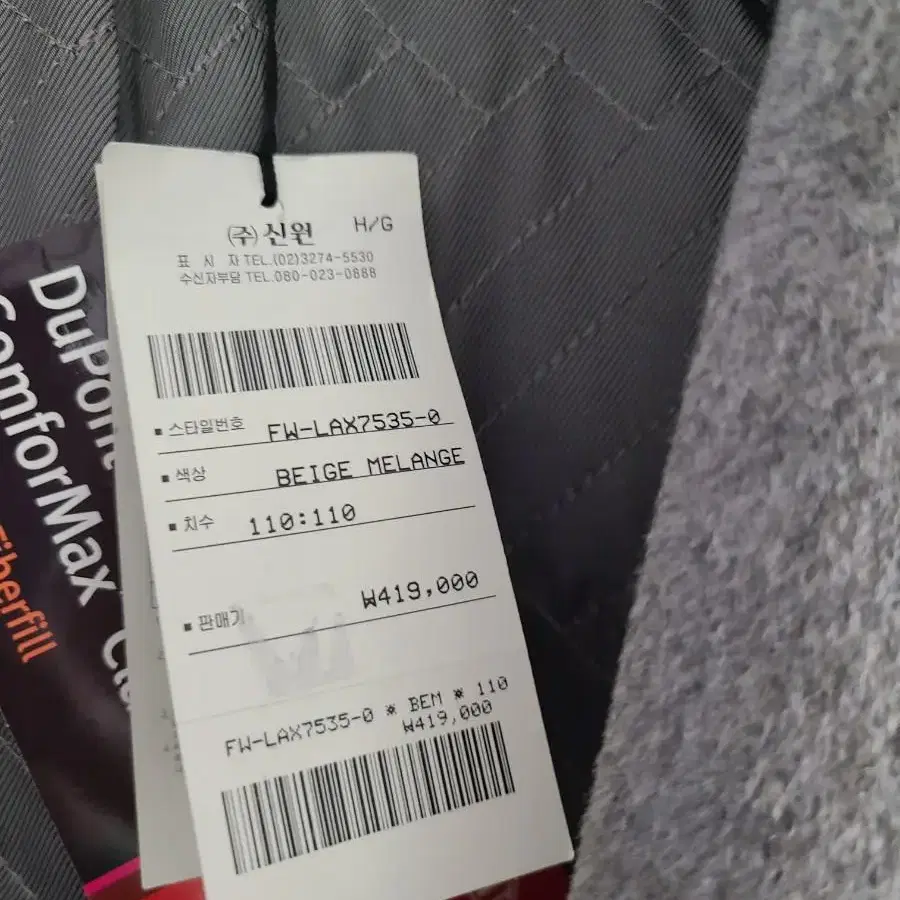 ㈜신원 H/G
표 시 자 TEL.(02)3274-5530
수신자부담 TEL.080-023-0888
▪ 스타일번호 FW-LAX7535-0
▪ 색상 BEIGE MELANGE
▪ 치수 110:110
▪ 판매가 ₩419,000
FW-LAX7535-0 * BEM * 110
₩419,000
DuPont
ComforMax
Fiberfill